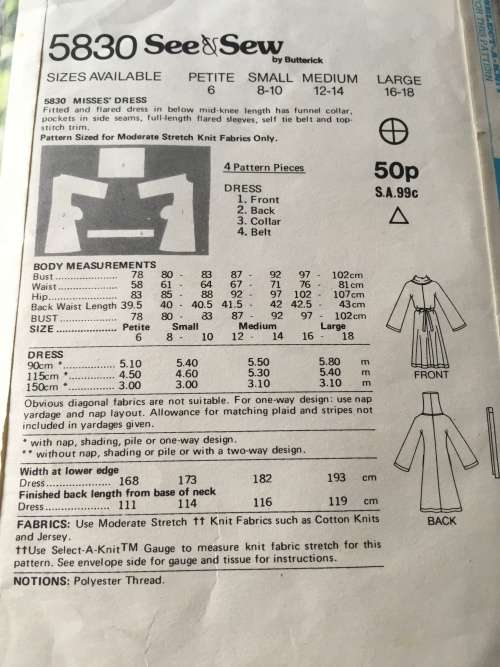 5830 See & Sew
by Butterick
SIZES AVAILABLE PETITE SMALL MEDIUM LARGE
6 8-10 12-14 16-18
5830 MISSES' DRESS
Fitted and flared dress in below mid-knee length has funnel collar,
pockets in side seams, full-length flared sleeves, self tie belt and top-
stitch trim.
Pattern Sized for Moderate Stretch Knit Fabrics Only.
4 Pattern Pieces
DRESS
1. Front
2. Back
3. Collar
4. Belt
50p
S.A. 99c
BODY MEASUREMENTS
Bust ................ 78 80 - 83 87 - 92 97 - 102cm
Waist ................ 58 61 - 64 67 - 71 76 - 81cm
Hip ................ 83 85 - 88 92 - 97 102 - 107cm
Back Waist Length 39.5 40 - 40.5 41.5 - 42 42.5 - 43cm
BUST ................ 78 80 - 83 87 - 92 97 - 102cm
SIZE ................ Petite Small Medium Large
6 8 - 10 12 - 14 16 - 18
DRESS
90cm * ................ 5.10 5.40 5.50 5.80 m
115cm * ................ 4.50 4.60 5.30 5.40 m
150cm * ................ 3.00 3.00 3.10 3.10 m
Obvious diagonal fabrics are not suitable. For one-way design: use nap
yardage and nap layout. Allowance for matching plaid and stripes not
included in yardages given.
* with nap, shading, pile or one-way design.
** without nap, shading or pile or with a two-way design.
Width at lower edge
Dress ................ 168 173 182 193 cm
Finished back length from base of neck
Dress ................ 111 114 116 119 cm
FRONT
BACK
FABRICS: Use Moderate Stretch †† Knit Fabrics such as Cotton Knits
and Jersey.
††Use Select-A-Knit™ Gauge to measure knit fabric stretch for this
pattern. See envelope side for gauge and tissue for instructions.
NOTIONS: Polyester Thread.